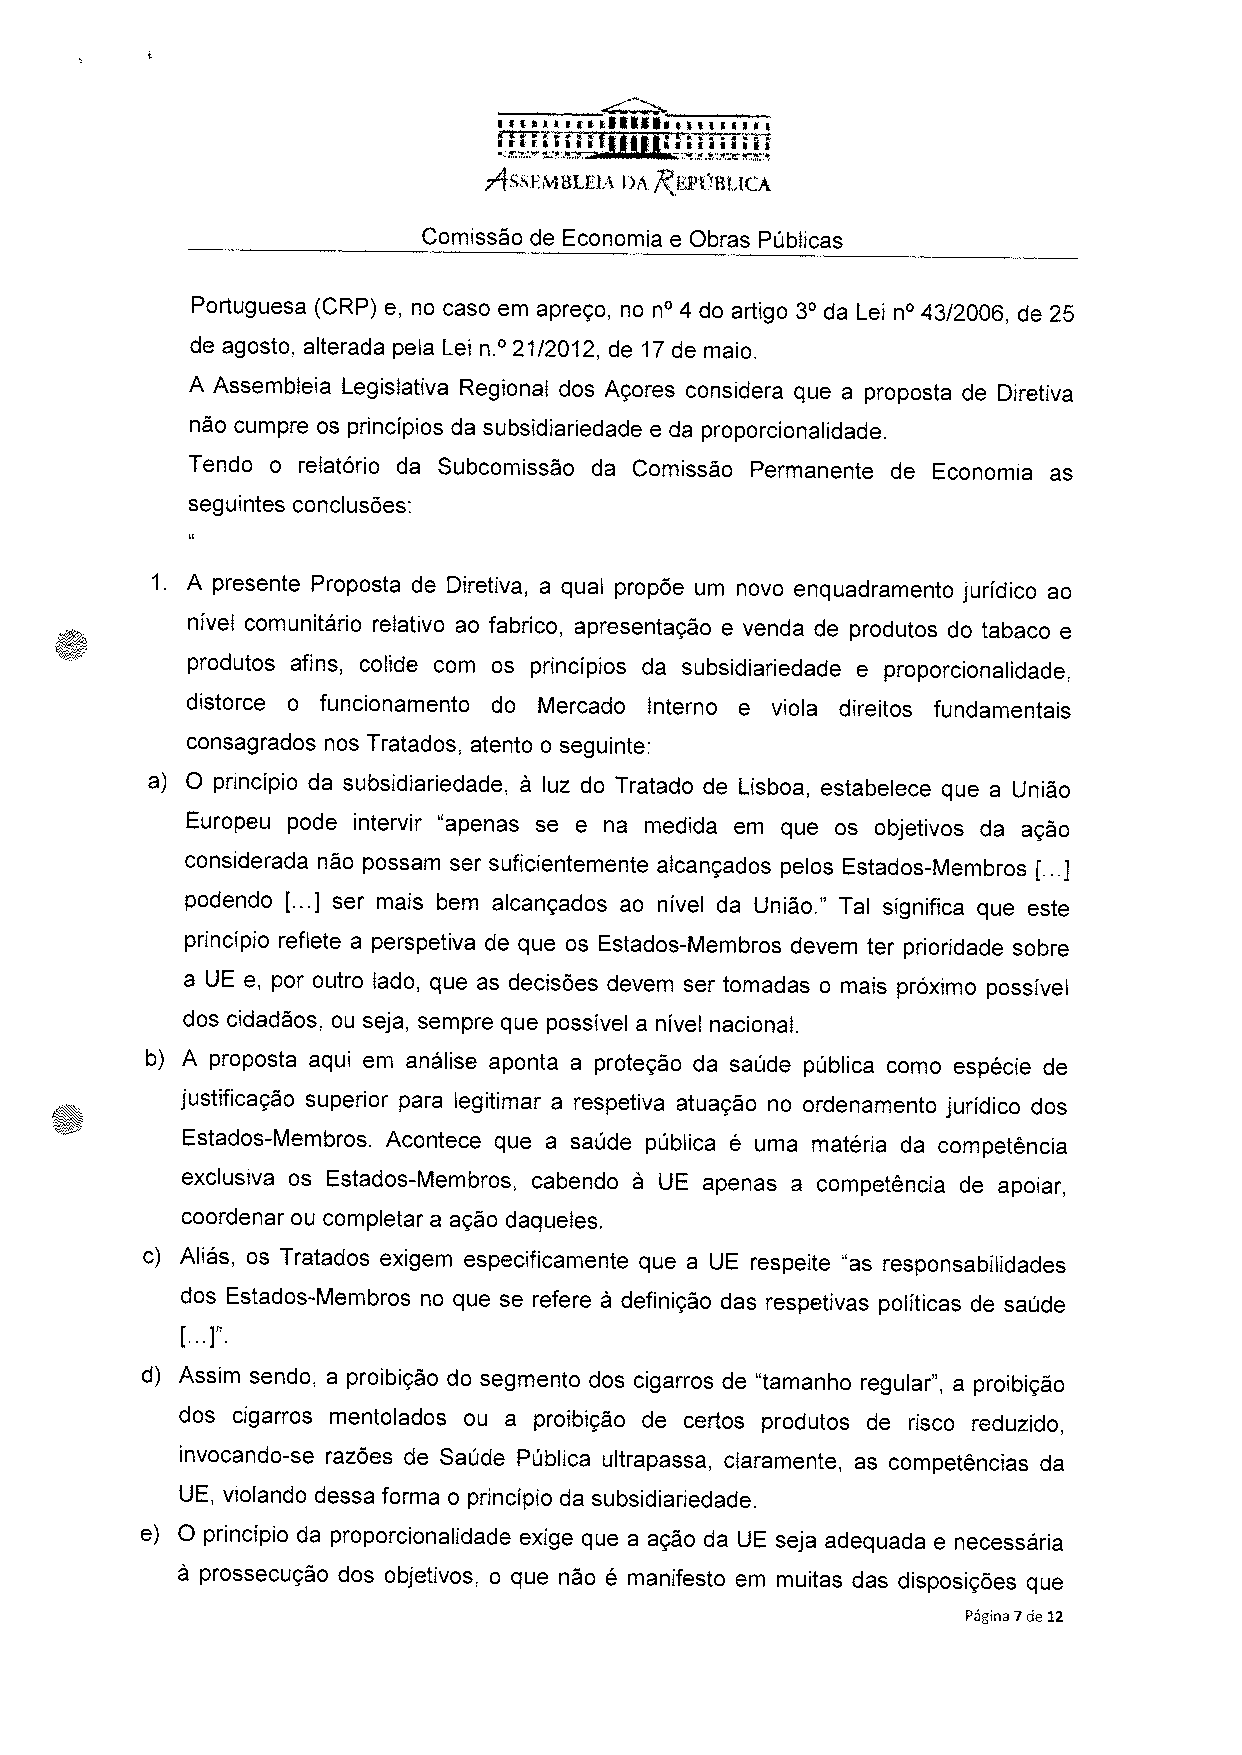 ASSEMBLEIA DA REPÚBLICA
Comissão de Economia e Obras Públicas
Portuguesa (CRP) e, no caso em apreço, no nº 4 do artigo 3º da Lei nº 43/2006, de 25
de agosto, alterada pela Lei n.º 21/2012, de 17 de maio.
A Assembleia Legislativa Regional dos Açores considera que a proposta de Diretiva
não cumpre os princípios da subsidiariedade e da proporcionalidade.
Tendo o relatório da Subcomissão da Comissão Permanente de Economia as
seguintes conclusões:
“
1. A presente Proposta de Diretiva, a qual propõe um novo enquadramento jurídico ao
nível comunitário relativo ao fabrico, apresentação e venda de produtos do tabaco e
produtos afins, colide com os princípios da subsidiariedade e proporcionalidade,
distorce o funcionamento do Mercado Interno e viola direitos fundamentais
consagrados nos Tratados, atento o seguinte:
a) O princípio da subsidiariedade, à luz do Tratado de Lisboa, estabelece que a União
Europeu pode intervir “apenas se e na medida em que os objetivos da ação
considerada não possam ser suficientemente alcançados pelos Estados-Membros [...]
podendo [...] ser mais bem alcançados ao nível da União.” Tal significa que este
princípio reflete a perspetiva de que os Estados-Membros devem ter prioridade sobre
a UE e, por outro lado, que as decisões devem ser tomadas o mais próximo possível
dos cidadãos, ou seja, sempre que possível a nível nacional.
b) A proposta aqui em análise aponta a proteção da saúde pública como espécie de
justificação superior para legitimar a respetiva atuação no ordenamento jurídico dos
Estados-Membros. Acontece que a saúde pública é uma matéria da competência
exclusiva os Estados-Membros, cabendo à UE apenas a competência de apoiar,
coordenar ou completar a ação daqueles.
c) Aliás, os Tratados exigem especificamente que a UE respeite “as responsabilidades
dos Estados-Membros no que se refere à definição das respetivas políticas de saúde
[...]”.
d) Assim sendo, a proibição do segmento dos cigarros de “tamanho regular”, a proibição
dos cigarros mentolados ou a proibição de certos produtos de risco reduzido,
invocando-se razões de Saúde Pública ultrapassa, claramente, as competências da
UE, violando dessa forma o princípio da subsidiariedade.
e) O princípio da proporcionalidade exige que a ação da UE seja adequada e necessária
à prossecução dos objetivos, o que não é manifesto em muitas das disposições que
Página 7 de 12